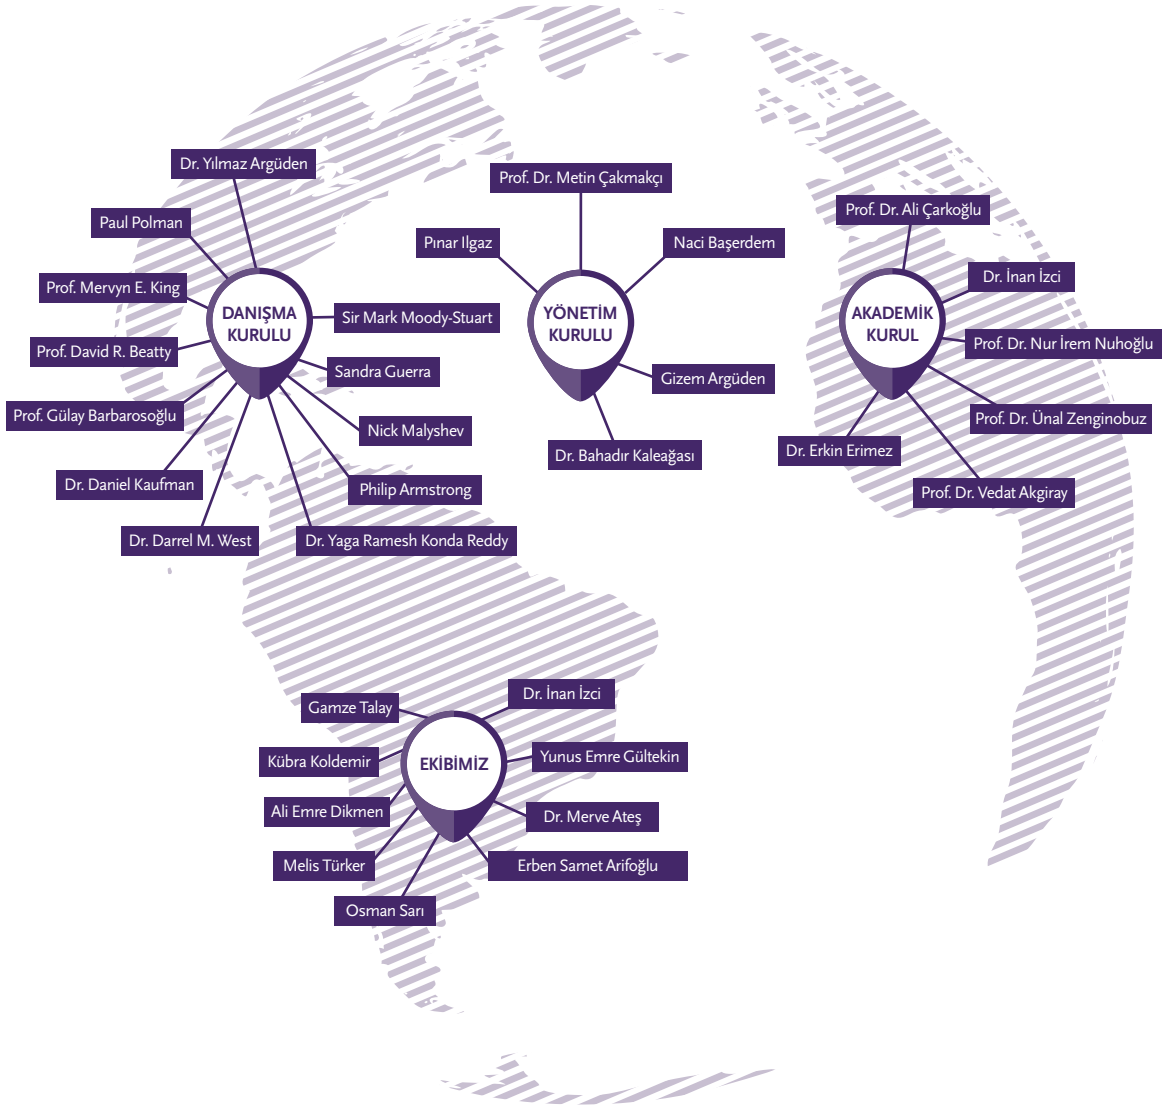 Dr. Yılmaz Argüden
Paul Polman
Prof. Mervyn E. King
Prof. David R. Beatty
Prof. Gülay Barbarosoğlu
Dr. Daniel Kaufman
Dr. Darrel M. West
DANIŞMA
KURULU
Sir Mark Moody-Stuart
Sandra Guerra
Nick Malyshev
Philip Armstrong
Dr. Yaga Ramesh Konda Reddy
Prof. Dr. Metin Çakmakçı
Pınar Ilgaz
Naci Başerdem
YÖNETİM
KURULU
Gizem Argüden
Dr. Bahadır Kaleağası
Prof. Dr. Ali Çarkoğlu
Dr. İnan İzci
AKADEMİK
KURUL
Prof. Dr. Nur İrem Nuhoğlu
Prof. Dr. Ünal Zenginobuz
Dr. Erkin Erimez
Prof. Dr. Vedat Akgiray
Gamze Talay
Dr. İnan İzci
Kübra Koldemir
EKİBİMİZ
Yunus Emre Gültekin
Ali Emre Dikmen
Dr. Merve Ateş
Melis Türker
Erben Samet Arifoğlu
Osman Sarı